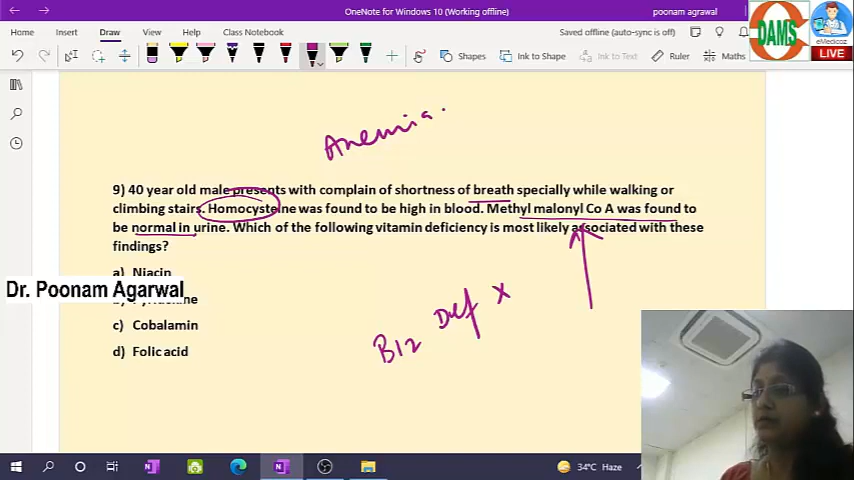 OneNote for Windows 10 (Working offline)
poonam agrawal
Home Insert Draw View Help Class Notebook
Saved offline (auto-sync is off)
Shapes Ink to Shape Ink to Text Ruler Maths
DAMS
eMedicoz
LIVE
Anemia.
9) 40 year old male presents with complain of shortness of breath specially while walking or
climbing stairs. Homocysteine was found to be high in blood. Methyl malonyl Co A was found to
be normal in urine. Which of the following vitamin deficiency is most likely associated with these
findings?
a) Niacin
Dr. Poonam Agarwal
c) Cobalamin
d) Folic acid
B12 Def x
34°C Haze